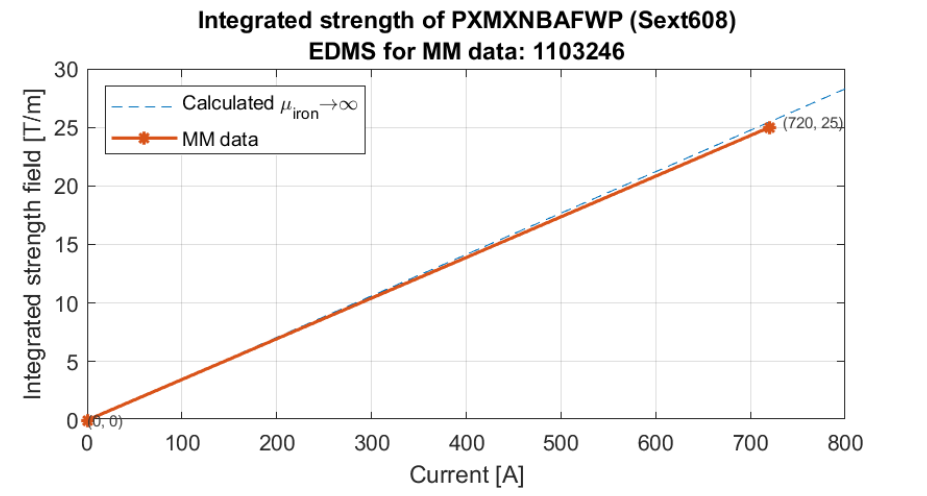 Integrated strength of PXMXNBAFWP (Sext608)
EDMS for MM data: 1103246
Integrated strength field [T/m]
30
25
20
15
10
5
0
Calculated μiron→∞
MM data
(720, 25)
(0, 0)
0 100 200 300 400 500 600 700 800
Current [A]